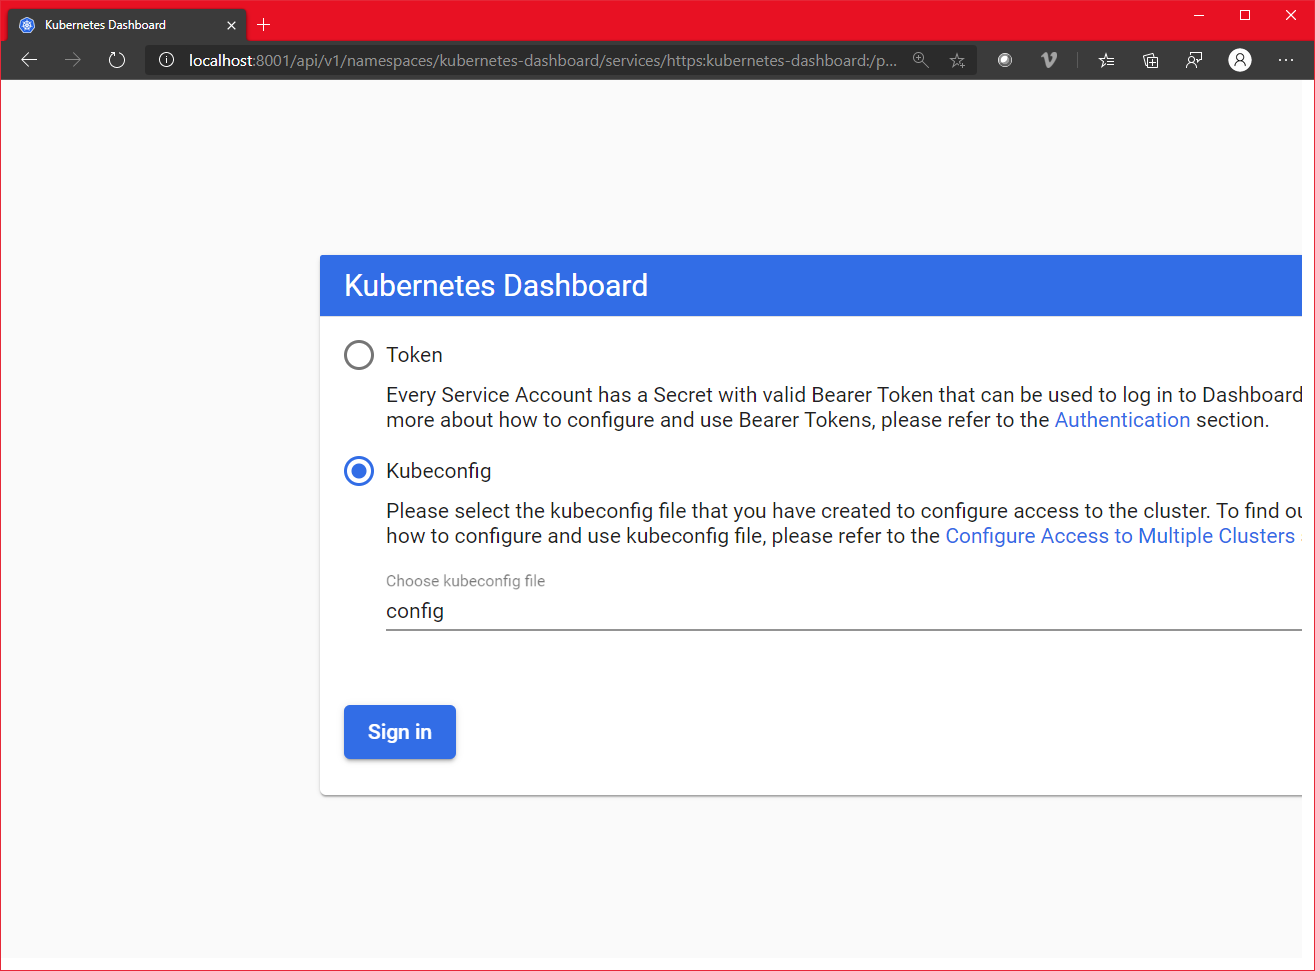 Kubernetes Dashboard
localhost:8001/api/v1/namespaces/kubernetes-dashboard/services/https:kubernetes-dashboard:/p...
Kubernetes Dashboard
Token
Every Service Account has a Secret with valid Bearer Token that can be used to log in to Dashboard
more about how to configure and use Bearer Tokens, please refer to the Authentication section.
Kubeconfig
Please select the kubeconfig file that you have created to configure access to the cluster. To find
how to configure and use kubeconfig file, please refer to the Configure Access to Multiple Clusters
Choose kubeconfig file
config
Sign in